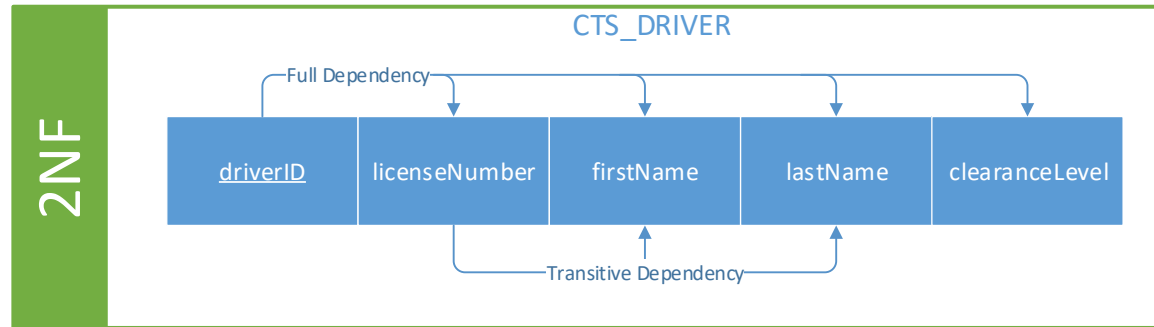 CTS_DRIVER
2NF
Full Dependency
driverID
licenseNumber
firstName
lastName
clearanceLevel
Transitive Dependency